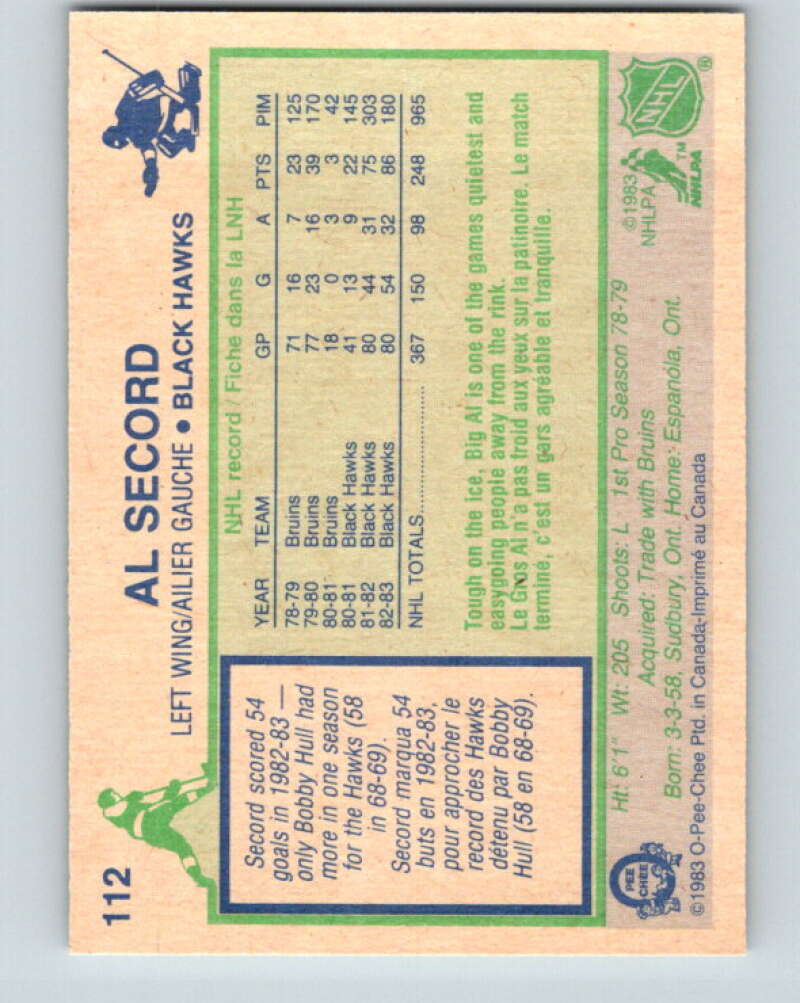 112
AL SECORD
LEFT WING/AILIER GAUCHE • BLACK HAWKS
Secord scored 54
goals in 1982-83 —
only Bobby Hull had
more in one season
for the Hawks (58
in 68-69).
Secord marqua 54
buts en 1982-83,
pour approcher le
record des Hawks
détenu par Bobby
Hull (58 en 68-69).
NHL record / Fiche dans la LNH
YEAR TEAM GP G A PTS PIM
78-79 Bruins 71 16 7 23 125
79-80 Bruins 77 23 16 39 170
80-81 Bruins 18 0 3 3 42
80-81 Black Hawks 41 13 9 22 145
81-82 Black Hawks 80 44 31 75 303
82-83 Black Hawks 80 54 32 86 180
NHL TOTALS.................... 367 150 98 248 965
Tough on the ice, Big Al is one of the games quietest and
easygoing people away from the rink.
Le Gros Al n'a pas froid aux yeux sur la patinoire. Le match
terminé, c'est un gars agréable et tranquille.
Ht: 6'1" Wt: 205 Shoots: L 1st Pro Season 78-79
Acquired: Trade with Bruins
Born: 3-3-58, Sudbury, Ont. Home: Espanola, Ont.
©1983 O-Pee-Chee Ptd. in Canada-Imprimé au Canada
O PEE CHEE
©1983
NHLPA
NHLPA
TM
NHL
®